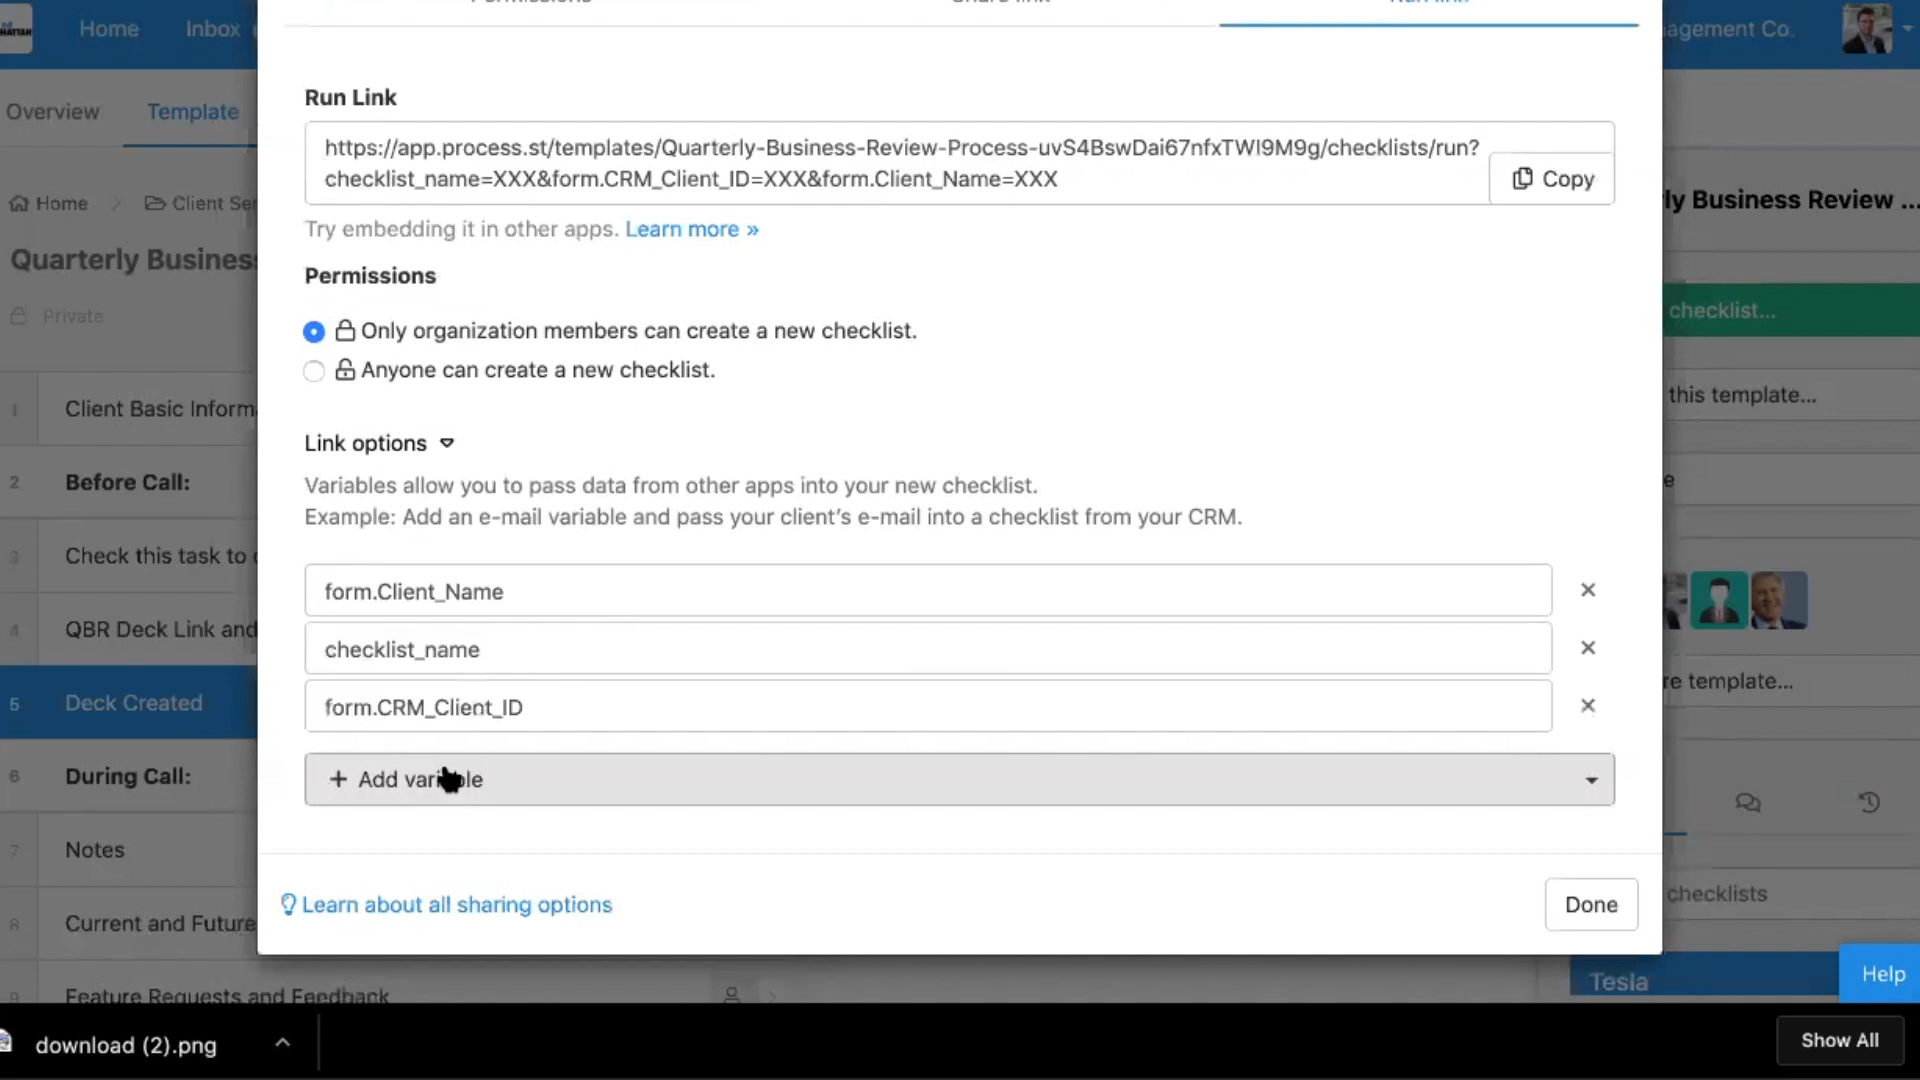 Home
Inbox
agement Co.
Run Link
https://app.process.st/templates/Quarterly-Business-Review-Process-uvS4BswDai67nfxTWI9M9g/checklists/run?
checklist_name=XXX&form.CRM_Client_ID=XXX&form.Client_Name=XXX
Copy
Try embedding it in other apps. Learn more »
Permissions
Only organization members can create a new checklist.
Anyone can create a new checklist.
Link options
Variables allow you to pass data from other apps into your new checklist.
Example: Add an e-mail variable and pass your client’s e-mail into a checklist from your CRM.
form.Client_Name
checklist_name
form.CRM_Client_ID
+ Add variable
Learn about all sharing options
Done
Overview
Template
Home > Client Ser
Quarterly Busines
Private
1 Client Basic Inform
2 Before Call:
3 Check this task to
4 QBR Deck Link and
5 Deck Created
6 During Call:
7 Notes
8 Current and Future
9 Feature Requests and Feedback
ly Business Review ...
checklist...
this template...
e
re template...
checklists
Tesla
Help
download (2).png
Show All